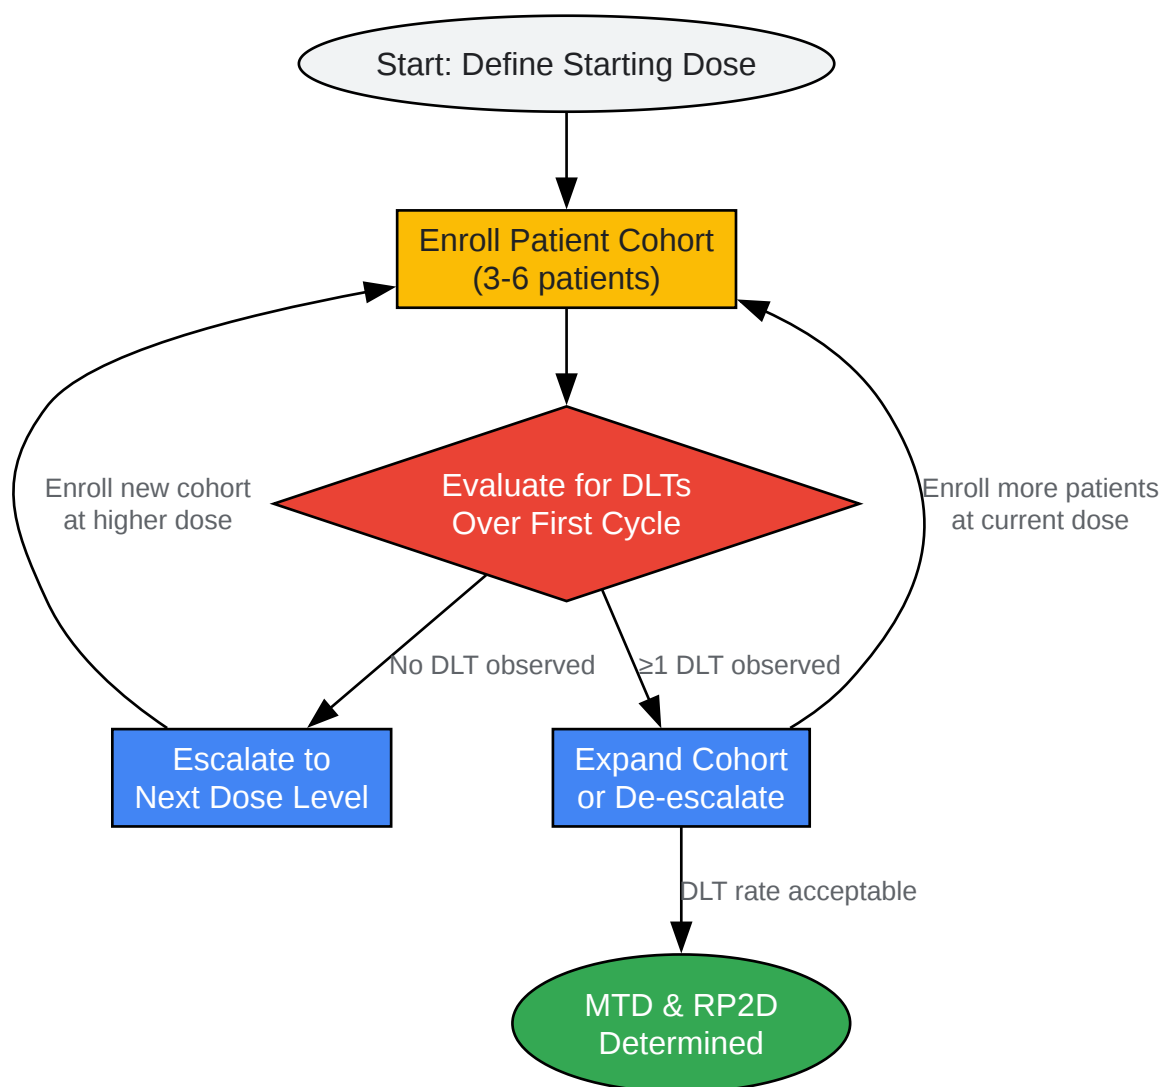 Start: Define Starting Dose
Enroll Patient Cohort
(3-6 patients)
Evaluate for DLTs
Over First Cycle
Enroll new cohort
at higher dose
Enroll more patients
at current dose
No DLT observed
≥1 DLT observed
Escalate to
Next Dose Level
Expand Cohort
or De-escalate
DLT rate acceptable
MTD & RP2D
Determined